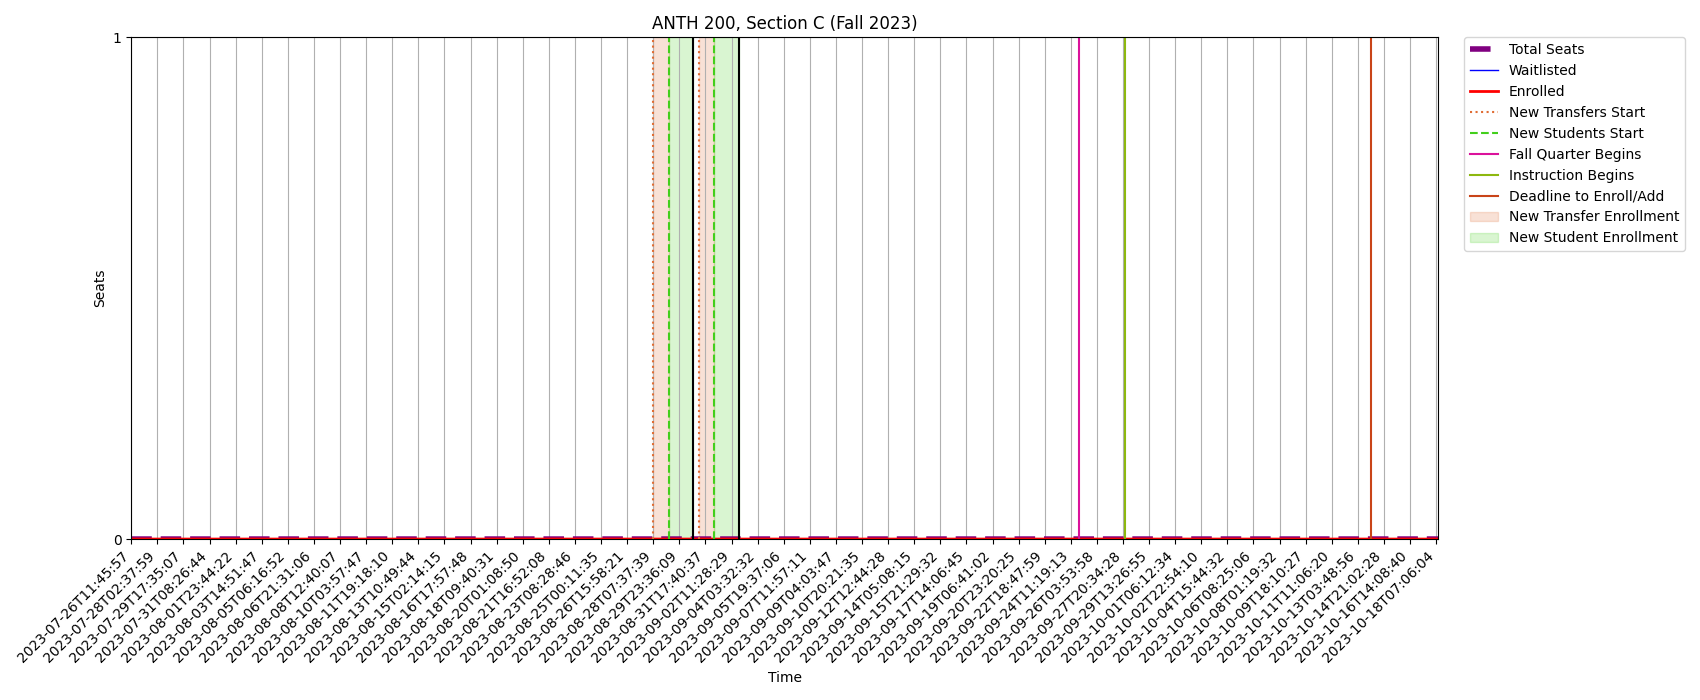 ANTH 200, Section C (Fall 2023)
1
0
Seats
2023-07-26T11:45:57
2023-07-28T02:37:59
2023-07-29T17:35:07
2023-07-31T08:26:44
2023-08-01T23:44:22
2023-08-03T14:51:47
2023-08-05T06:16:52
2023-08-06T21:31:06
2023-08-08T12:40:07
2023-08-10T03:57:47
2023-08-11T19:18:10
2023-08-13T10:49:44
2023-08-15T02:14:15
2023-08-16T17:57:48
2023-08-18T09:40:31
2023-08-20T01:08:50
2023-08-21T16:52:08
2023-08-23T08:28:46
2023-08-25T00:11:35
2023-08-26T15:58:21
2023-08-28T07:37:39
2023-08-29T23:36:09
2023-08-31T17:40:37
2023-09-02T11:28:29
2023-09-04T03:32:32
2023-09-05T19:37:06
2023-09-07T11:57:11
2023-09-09T04:03:47
2023-09-10T20:21:35
2023-09-12T12:44:28
2023-09-14T05:08:15
2023-09-15T21:29:32
2023-09-17T14:06:45
2023-09-19T06:41:02
2023-09-20T23:20:25
2023-09-22T18:47:59
2023-09-24T11:19:13
2023-09-26T03:53:58
2023-09-27T20:34:28
2023-09-29T13:26:55
2023-10-01T06:12:34
2023-10-02T22:54:10
2023-10-04T15:44:32
2023-10-06T08:25:06
2023-10-08T01:19:32
2023-10-09T18:10:27
2023-10-11T11:06:20
2023-10-13T03:48:56
2023-10-14T21:02:28
2023-10-16T14:08:40
2023-10-18T07:06:04
Time
Total Seats
Waitlisted
Enrolled
New Transfers Start
New Students Start
Fall Quarter Begins
Instruction Begins
Deadline to Enroll/Add
New Transfer Enrollment
New Student Enrollment